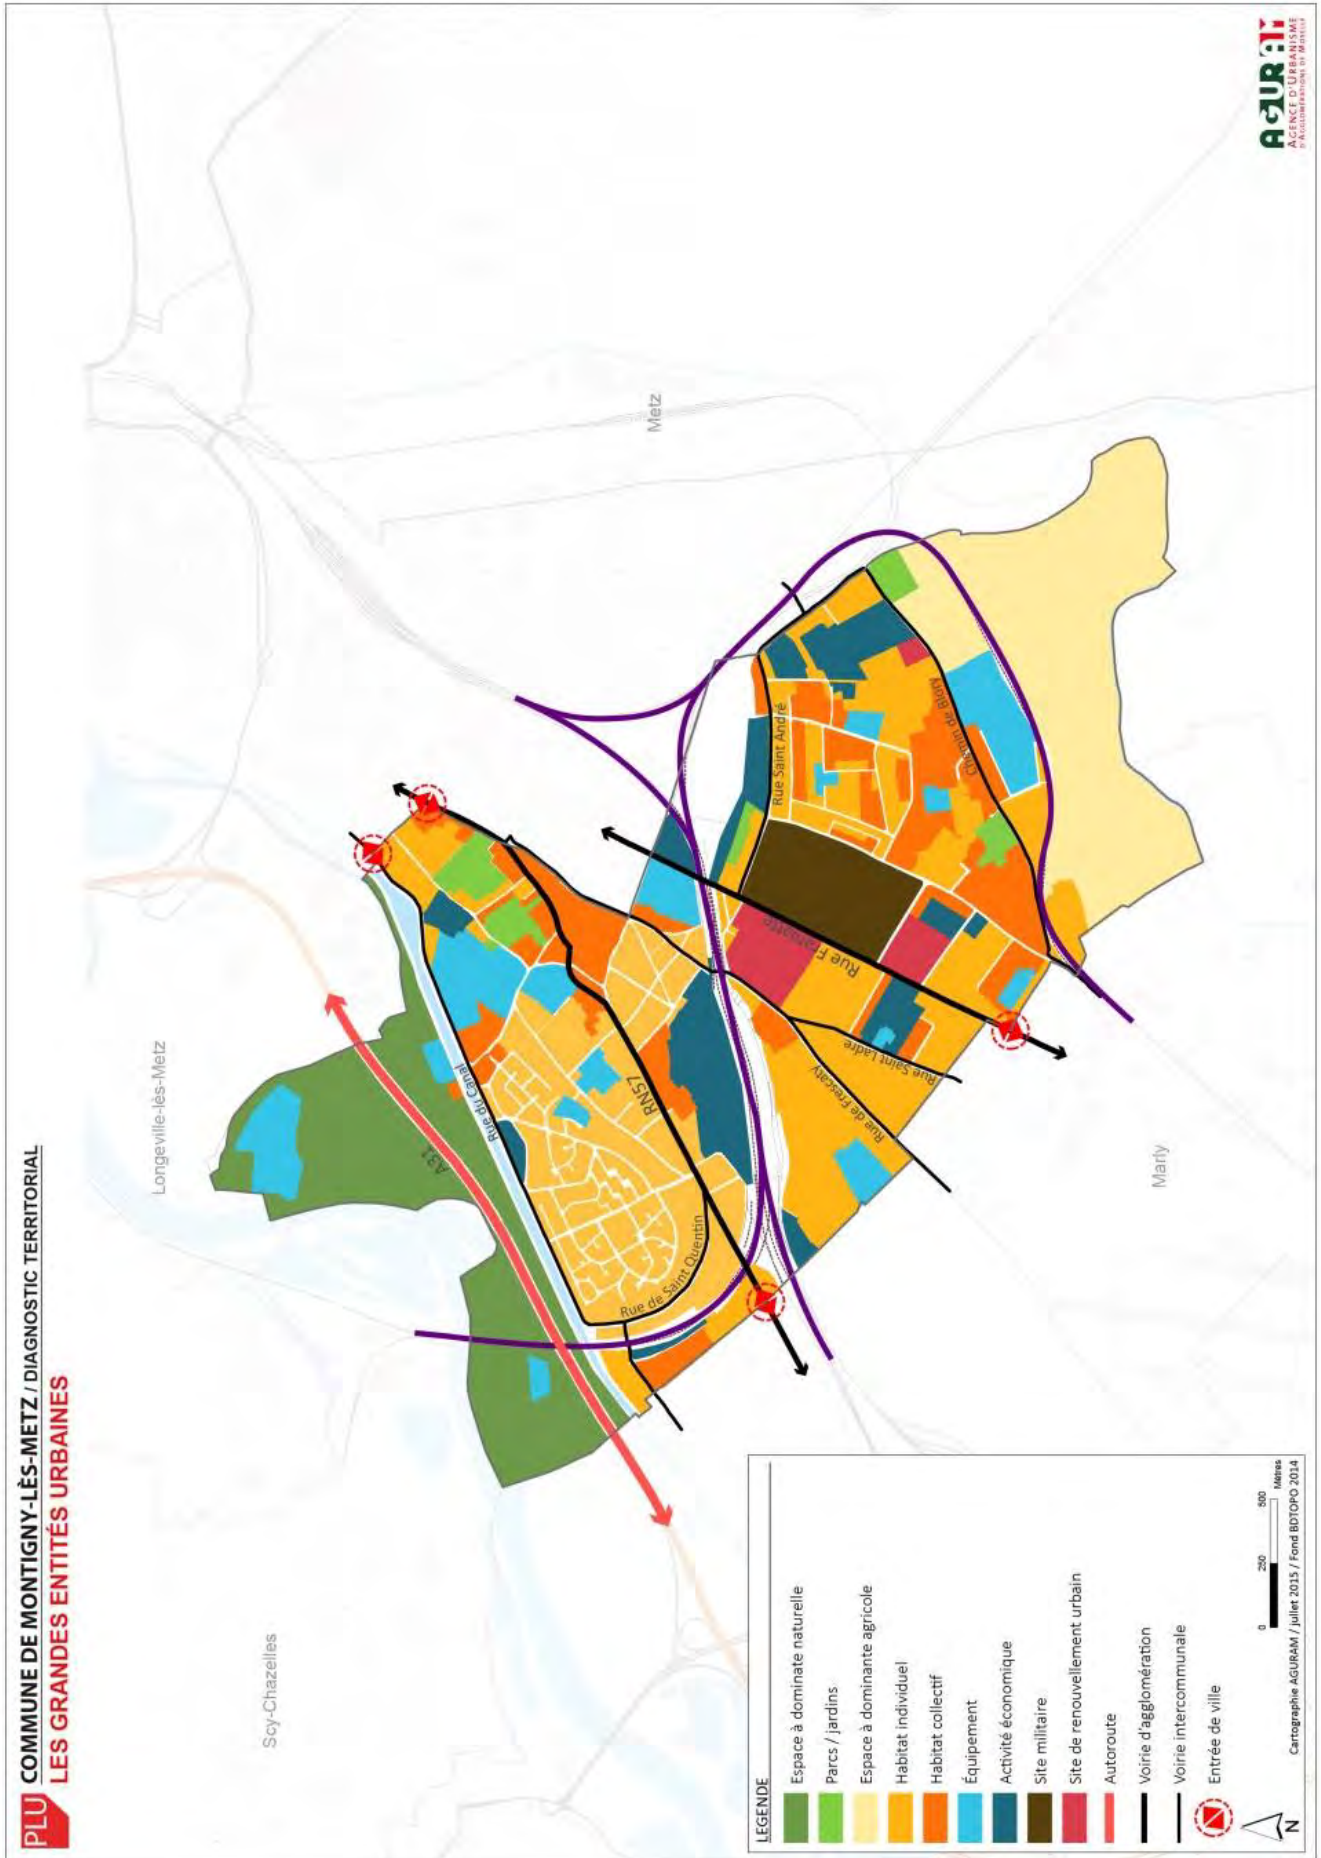 PLU COMMUNE DE MONTIGNY-LÈS-METZ / DIAGNOSTIC TERRITORIAL
LES GRANDES ENTITÉS URBAINES
AGURAM
AGENCE D'URBANISME
D'AGGLOMÉRATIONS DE MOSELLE
Scy-Chazelles
Longeville-lès-Metz
Metz
Marly
A31
Rue du Canal
RN57
Rue de Saint Quentin
Rue de Frescaty
Rue Saint Ladre
Rue Franiatte
Rue Saint André
Chemin de Blory
LEGENDE
Espace à dominate naturelle
Parcs / jardins
Espace à dominante agricole
Habitat individuel
Habitat collectif
Équipement
Activité économique
Site militaire
Site de renouvellement urbain
Autoroute
Voirie d'agglomération
Voirie intercommunale
Entrée de ville
N
0 250 500
Mètres
Cartographie AGURAM / juillet 2015 / Fond BDTOPO 2014